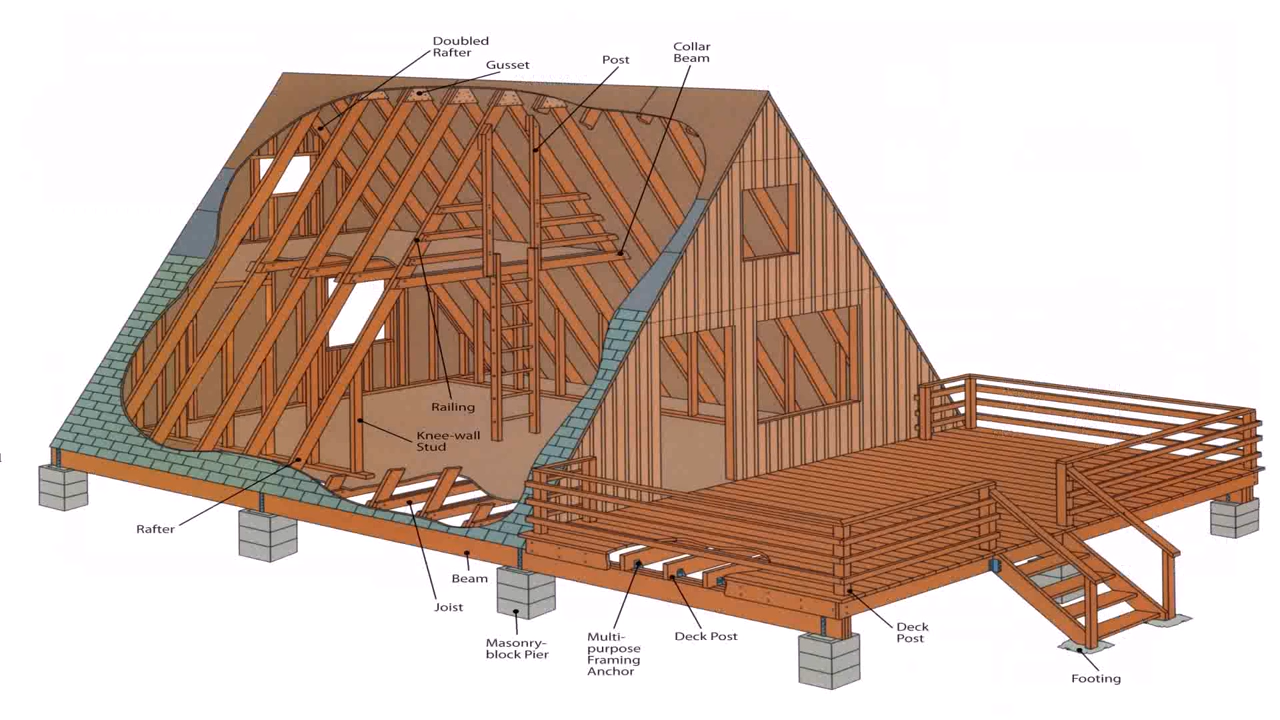 Doubled
Rafter
Gusset
Post
Collar
Beam
Railing
Knee-wall
Stud
Rafter
Beam
Joist
Masonry-
block Pier
Multi-
purpose
Framing
Anchor
Deck Post
Deck
Post
Footing